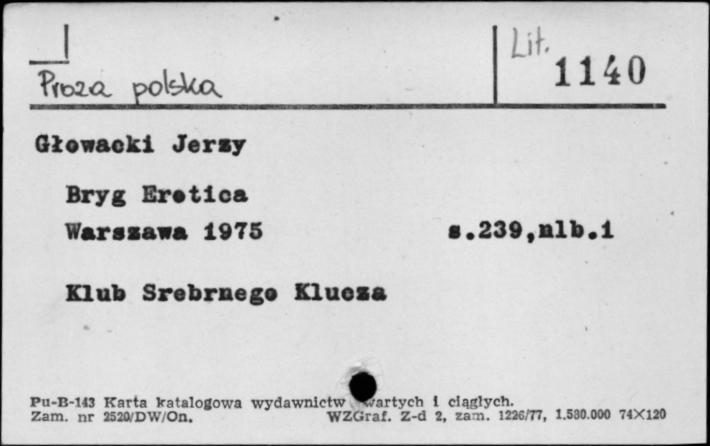 Lit.
1140
Proza polska
Głowacki Jerzy
Bryg Erotica
Warszawa 1975 s.239,nlb.1
Klub Srebrnego Klucza
Pu-B-143 Karta katalogowa wydawnictw zwartych i ciągłych.
Zam. nr 2520/DW/On. WZGraf. Z-d 2, zam. 1226/77, 1.580.000 74×120